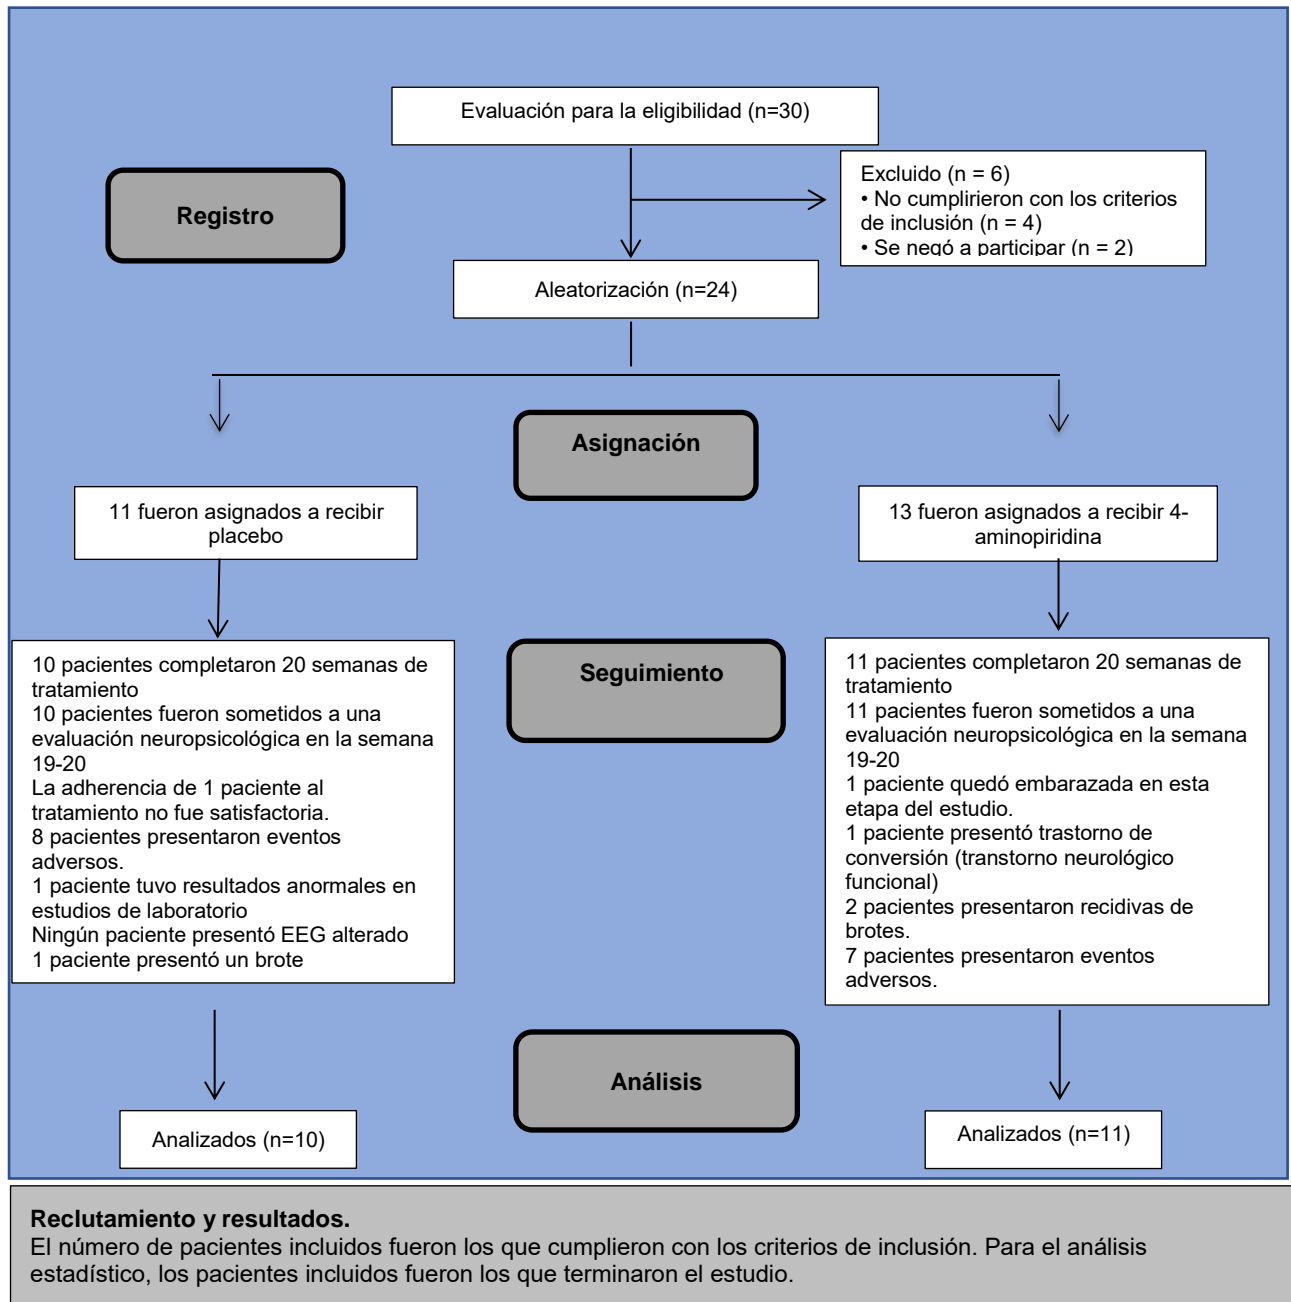 Evaluación para la eligibilidad (n=30)
Excluido (n = 6)
• No cumplirieron con los criterios
de inclusión (n = 4)
• Se negó a participar (n = 2)
Registro
Aleatorización (n=24)
Asignación
11 fueron asignados a recibir
placebo
13 fueron asignados a recibir 4-
aminopiridina
Seguimiento
10 pacientes completaron 20 semanas de
tratamiento
10 pacientes fueron sometidos a una
evaluación neuropsicológica en la semana
19-20
La adherencia de 1 paciente al
tratamiento no fue satisfactoria.
8 pacientes presentaron eventos
adversos.
1 paciente tuvo resultados anormales en
estudios de laboratorio
Ningún paciente presentó EEG alterado
1 paciente presentó un brote
11 pacientes completaron 20 semanas de
tratamiento
11 pacientes fueron sometidos a una
evaluación neuropsicológica en la semana
19-20
1 paciente quedó embarazada en esta
etapa del estudio.
1 paciente presentó trastorno de
conversión (transtorno neurológico
funcional)
2 pacientes presentaron recidivas de
brotes.
7 pacientes presentaron eventos
adversos.
Análisis
Analizados (n=10)
Analizados (n=11)
Reclutamiento y resultados.
El número de pacientes incluidos fueron los que cumplieron con los criterios de inclusión. Para el análisis
estadístico, los pacientes incluidos fueron los que terminaron el estudio.